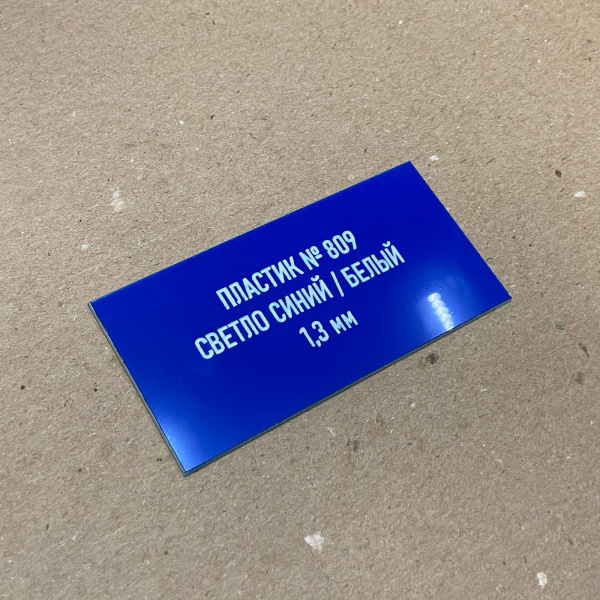 ПЛАСТИК № 809
СВЕТЛО СИНИЙ / БЕЛЫЙ
1,3 мм